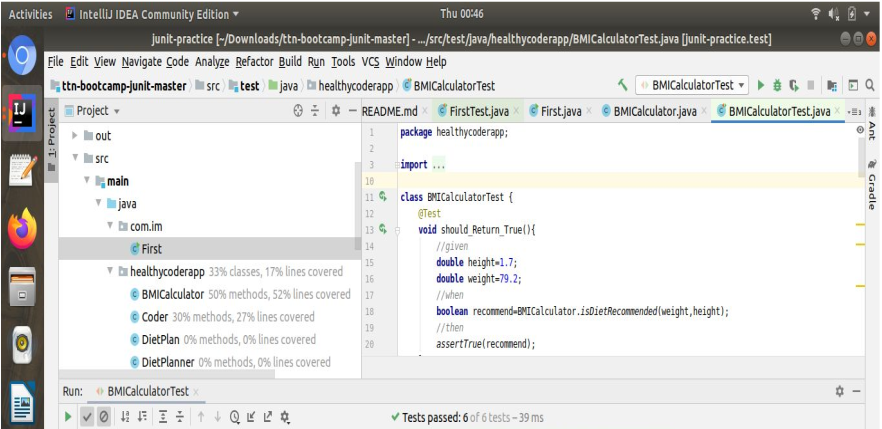 Activities IntelliJ IDEA Community Edition Thu 00:46
junit-practice [~/Downloads/ttn-bootcamp-junit-master] - .../src/test/java/healthycoderapp/BMICalculatorTest.java [junit-practice.test]
File Edit View Navigate Code Analyze Refactor Build Run Tools VCS Window Help
ttn-bootcamp-junit-master src test java healthycoderapp BMICalculatorTest BMICalculatorTest
Project README.md FirstTest.java First.java BMICalculator.java BMICalculatorTest.java
1: Project
Ant
Gradle
out
src
main
java
com.im
First
healthycoderapp 33% classes, 17% lines covered
BMICalculator 50% methods, 52% lines covered
Coder 30% methods, 27% lines covered
DietPlan 0% methods, 0% lines covered
DietPlanner 0% methods, 0% lines covered
1 package healthycoderapp;
2
3 import ...
10
11 class BMICalculatorTest {
12 @Test
13 void should_Return_True(){
14 //given
15 double height=1.7;
16 double weight=79.2;
17 //when
18 boolean recommend=BMICalculator.isDietRecommended(weight,height);
19 //then
20 assertTrue(recommend);
Run: BMICalculatorTest
Tests passed: 6 of 6 tests – 39 ms